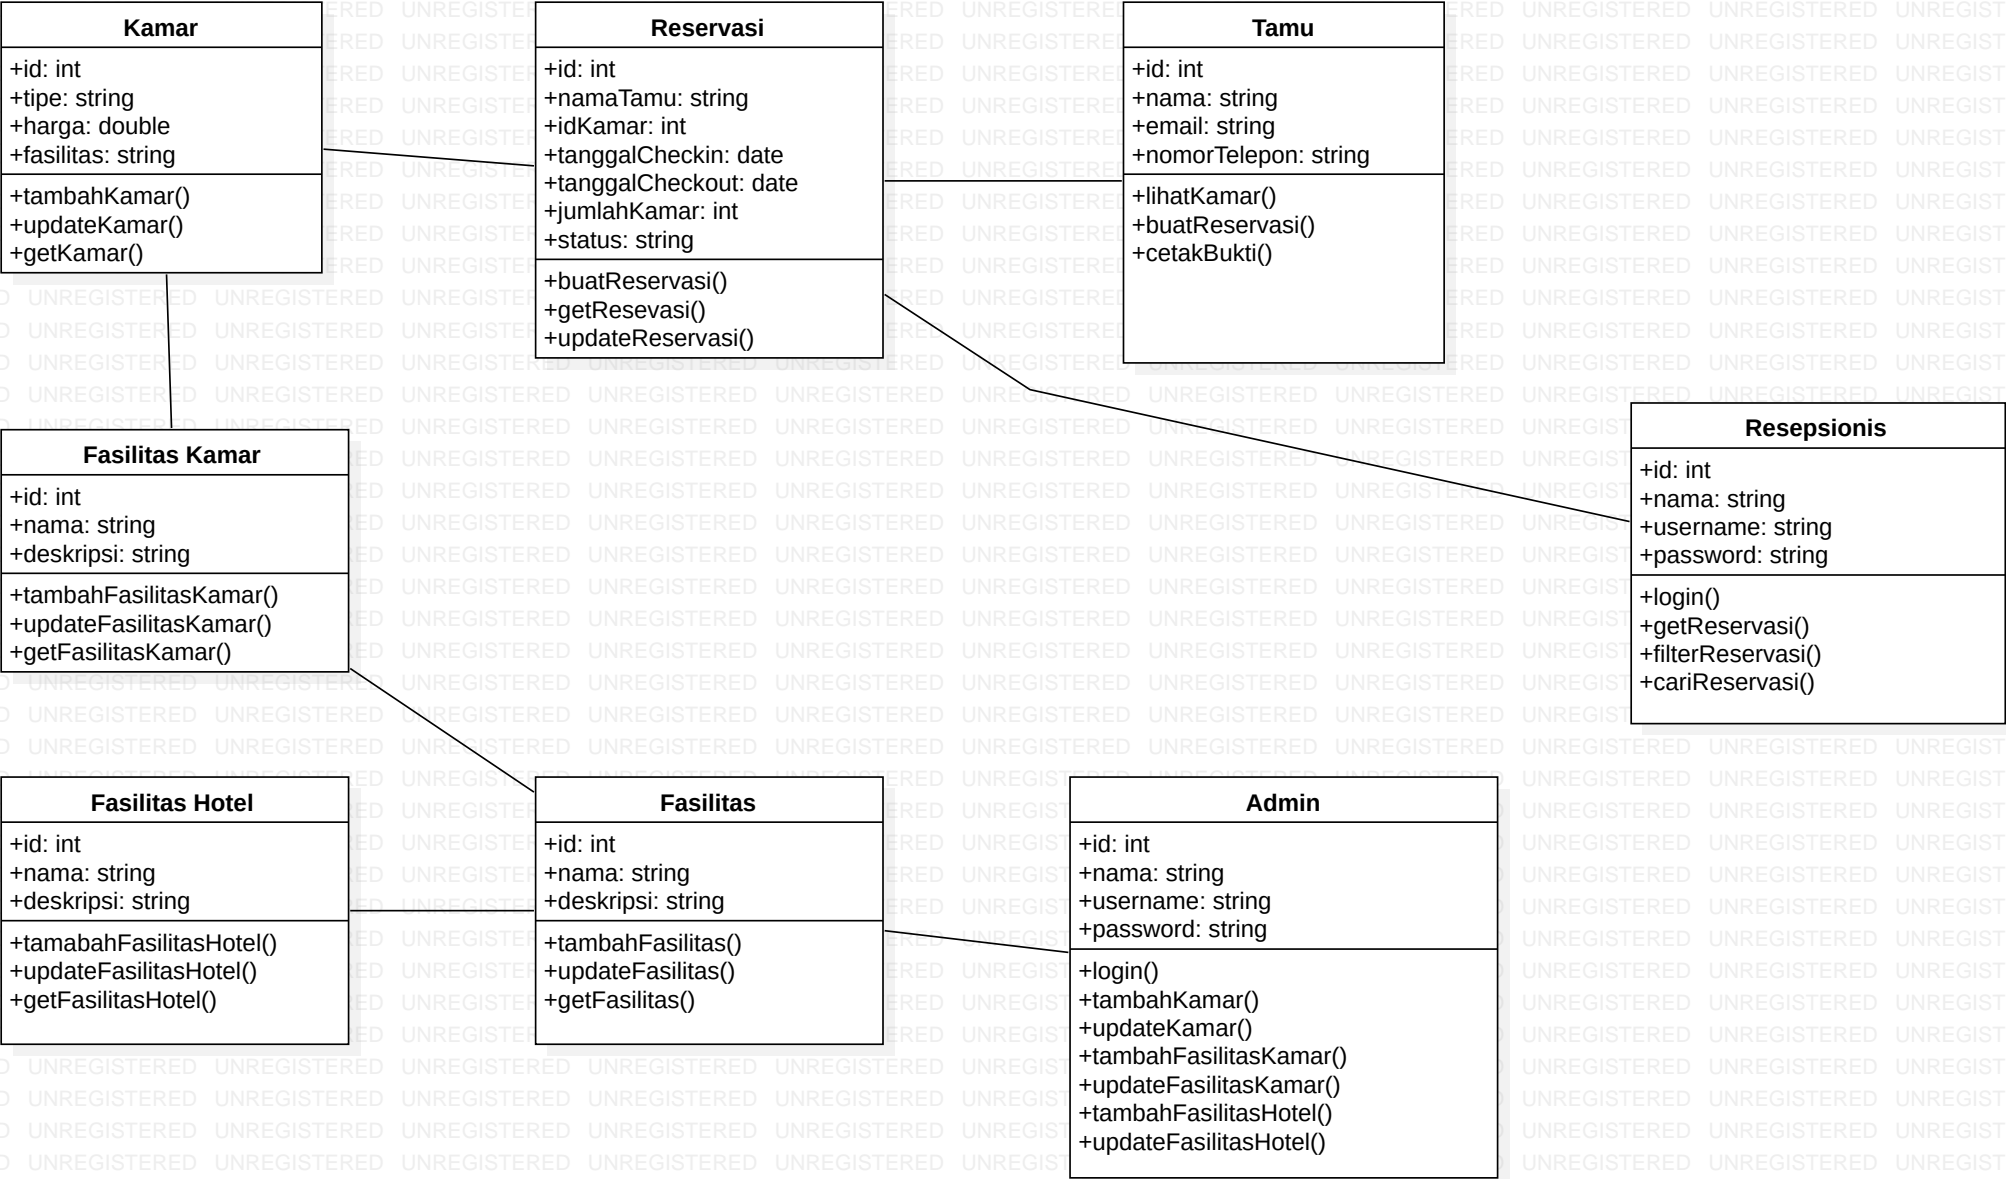 Kamar
+id: int
+tipe: string
+harga: double
+fasilitas: string
+tambahKamar()
+updateKamar()
+getKamar()
Reservasi
+id: int
+namaTamu: string
+idKamar: int
+tanggalCheckin: date
+tanggalCheckout: date
+jumlahKamar: int
+status: string
+buatReservasi()
+getResevasi()
+updateReservasi()
Tamu
+id: int
+nama: string
+email: string
+nomorTelepon: string
+lihatKamar()
+buatReservasi()
+cetakBukti()
Resepsionis
+id: int
+nama: string
+username: string
+password: string
+login()
+getReservasi()
+filterReservasi()
+cariReservasi()
Fasilitas Kamar
+id: int
+nama: string
+deskripsi: string
+tambahFasilitasKamar()
+updateFasilitasKamar()
+getFasilitasKamar()
Fasilitas Hotel
+id: int
+nama: string
+deskripsi: string
+tamabahFasilitasHotel()
+updateFasilitasHotel()
+getFasilitasHotel()
Fasilitas
+id: int
+nama: string
+deskripsi: string
+tambahFasilitas()
+updateFasilitas()
+getFasilitas()
Admin
+id: int
+nama: string
+username: string
+password: string
+login()
+tambahKamar()
+updateKamar()
+tambahFasilitasKamar()
+updateFasilitasKamar()
+tambahFasilitasHotel()
+updateFasilitasHotel()
UNREGISTERED